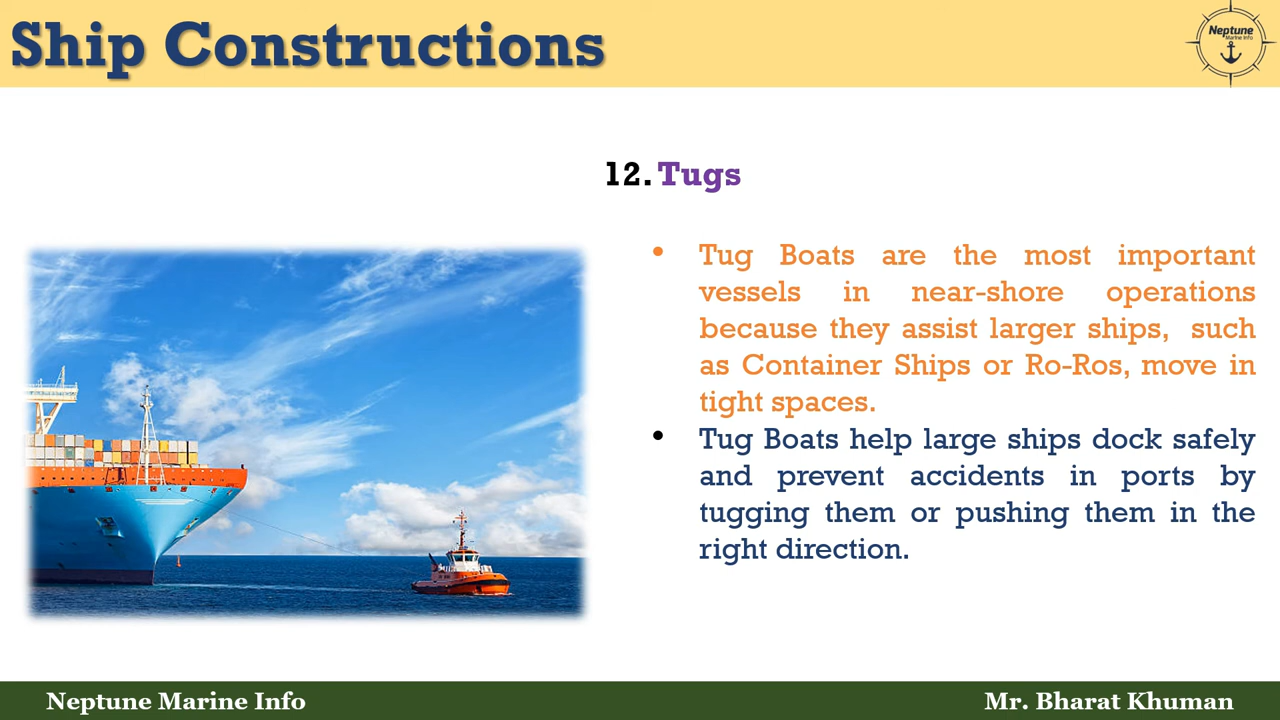 Ship Constructions
Neptune
Marine Info
12. Tugs
• Tug Boats are the most important
vessels in near-shore operations
because they assist larger ships, such
as Container Ships or Ro-Ros, move in
tight spaces.
• Tug Boats help large ships dock safely
and prevent accidents in ports by
tugging them or pushing them in the
right direction.
Neptune Marine Info
Mr. Bharat Khuman